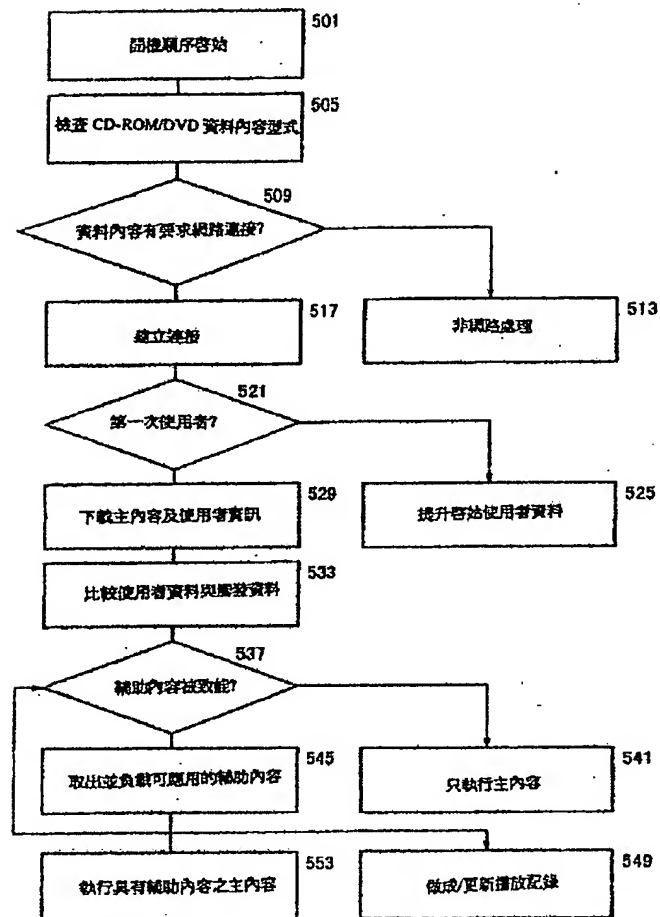 501
開機順序啓始
505
檢查 CD-ROM/DVD 資料內容型式
509
資料內容有要求網路連接?
517
建立連接
513
非網路處理
521
第一次使用者?
529
下載主內容及使用者資訊
525
提升啓始使用者資料
533
比較使用者資料與觸發資料
537
輔助內容被致能?
545
取出並負載可應用的輔助內容
541
只執行主內容
553
執行具有輔助內容之主內容
549
做成/更新播放記錄